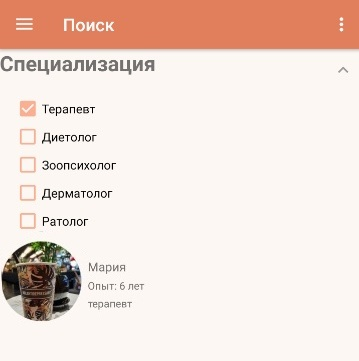 Поиск
Специализация
Терапевт
Диетолог
Зоопсихолог
Дерматолог
Ратолог
Мария
Опыт: 6 лет
терапевт